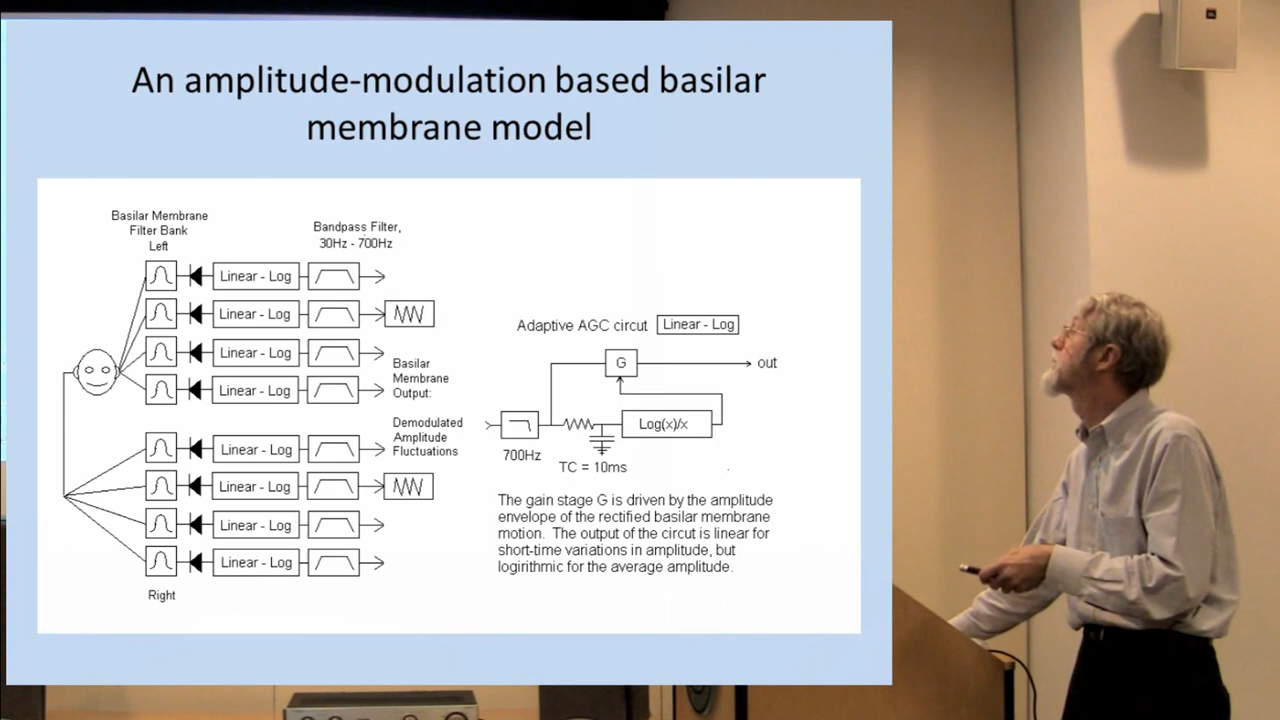 An amplitude-modulation based basilar
membrane model
Basilar Membrane
Filter Bank
Left
Bandpass Filter,
30Hz - 700Hz
Linear - Log
Linear - Log
Linear - Log
Linear - Log
Basilar
Membrane
Output:
Demodulated
Amplitude
Fluctuations
Linear - Log
Linear - Log
Linear - Log
Linear - Log
Right
Adaptive AGC circut
Linear - Log
G
out
Log(x)/x
700Hz
TC = 10ms
The gain stage G is driven by the amplitude
envelope of the rectified basilar membrane
motion. The output of the circut is linear for
short-time variations in amplitude, but
logirithmic for the average amplitude.